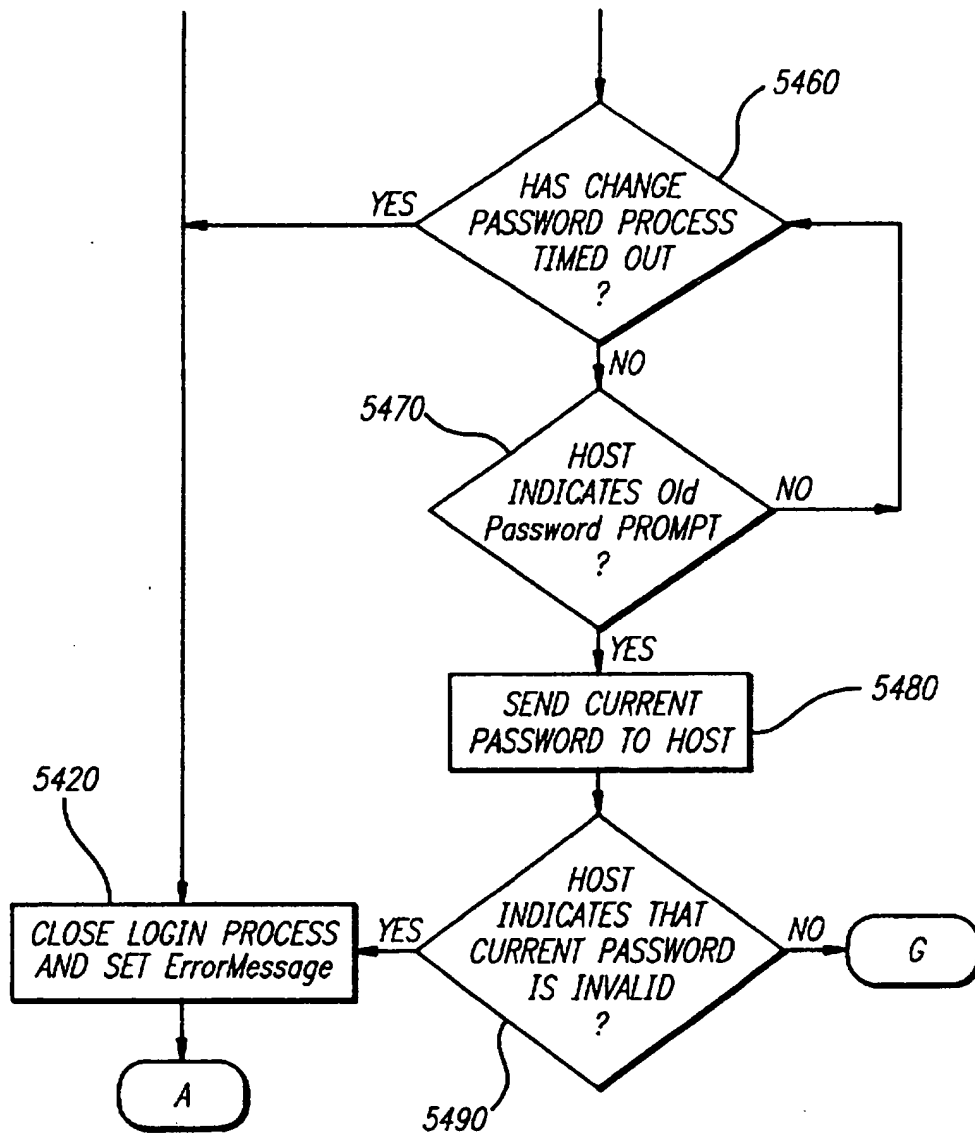 5460
HAS CHANGE
PASSWORD PROCESS
TIMED OUT
?
YES
NO
5470
HOST
INDICATES Old
Password PROMPT
?
NO
YES
SEND CURRENT
PASSWORD TO HOST
5480
5420
CLOSE LOGIN PROCESS
AND SET ErrorMessage
YES
HOST
INDICATES THAT
CURRENT PASSWORD
IS INVALID
?
NO
G
A
5490